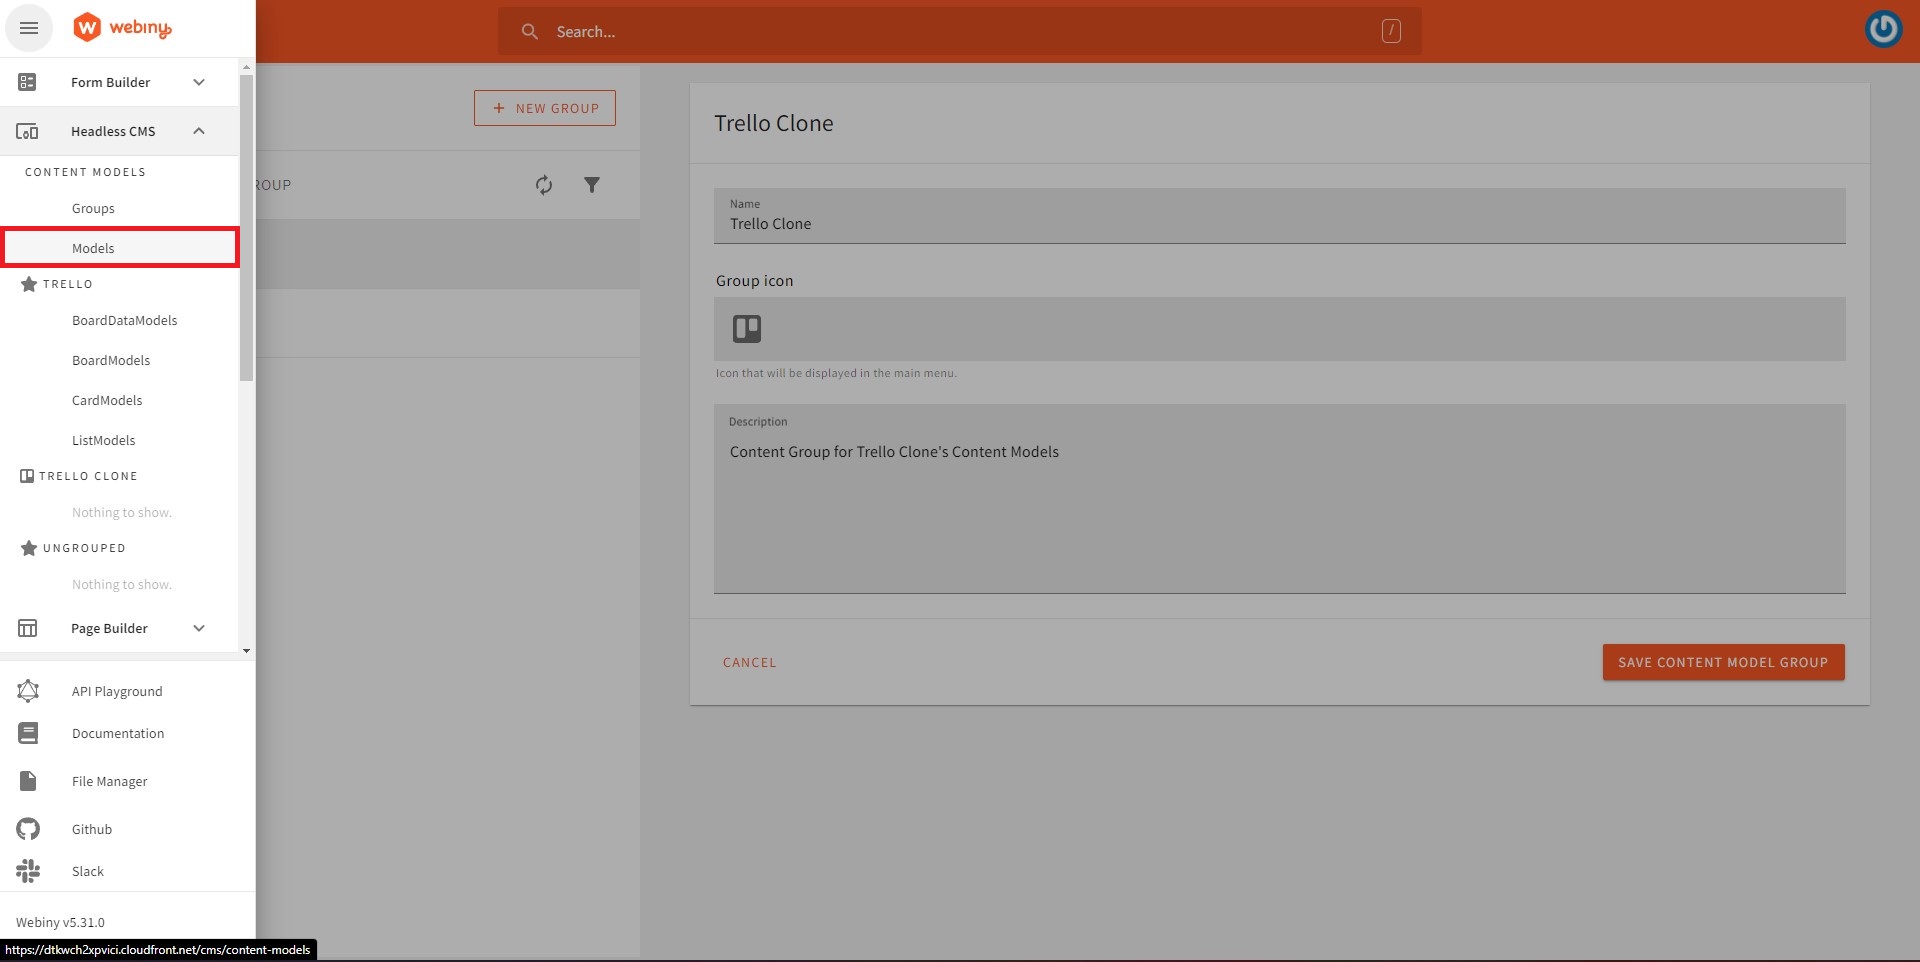 webiny
Search...
/
Form Builder
Headless CMS
CONTENT MODELS
Groups
Models
TRELLO
BoardDataModels
BoardModels
CardModels
ListModels
TRELLO CLONE
Nothing to show.
UNGROUPED
Nothing to show.
Page Builder
API Playground
Documentation
File Manager
Github
Slack
Webiny v5.31.0
https://dtkwch2xpvici.cloudfront.net/cms/content-models
+ NEW GROUP
ROUP
Trello Clone
Name
Trello Clone
Group icon
Icon that will be displayed in the main menu.
Description
Content Group for Trello Clone's Content Models
CANCEL
SAVE CONTENT MODEL GROUP